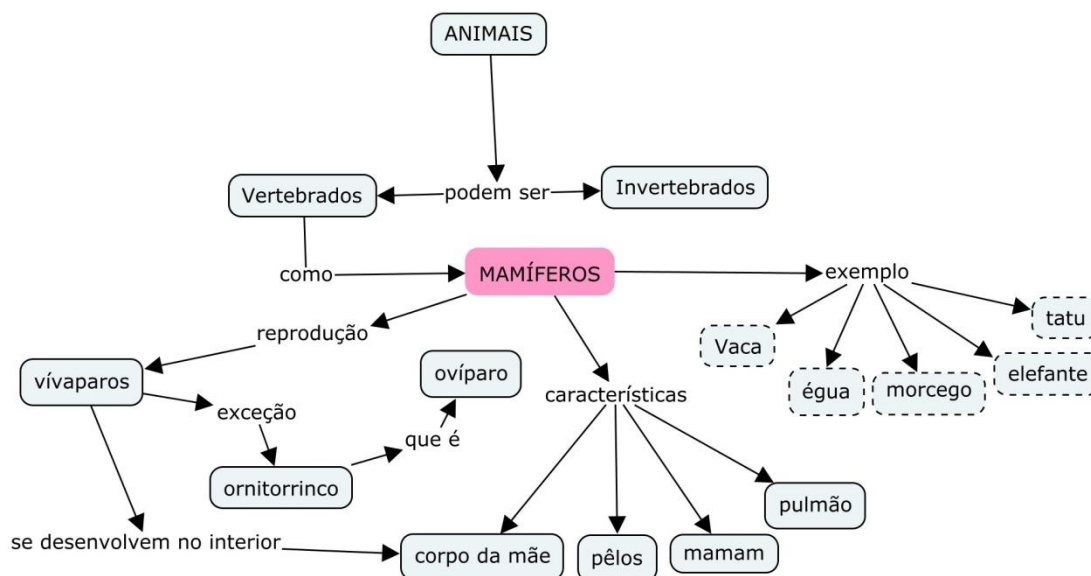 ANIMAIS
Vertebrados
podem ser
Invertebrados
como
MAMÍFEROS
exemplo
Vaca
égua
morcego
elefante
tatu
reprodução
vívaparos
exceção
ornitorrinco
que é
ovíparo
características
se desenvolvem no interior
corpo da mãe
pêlos
mamam
pulmão